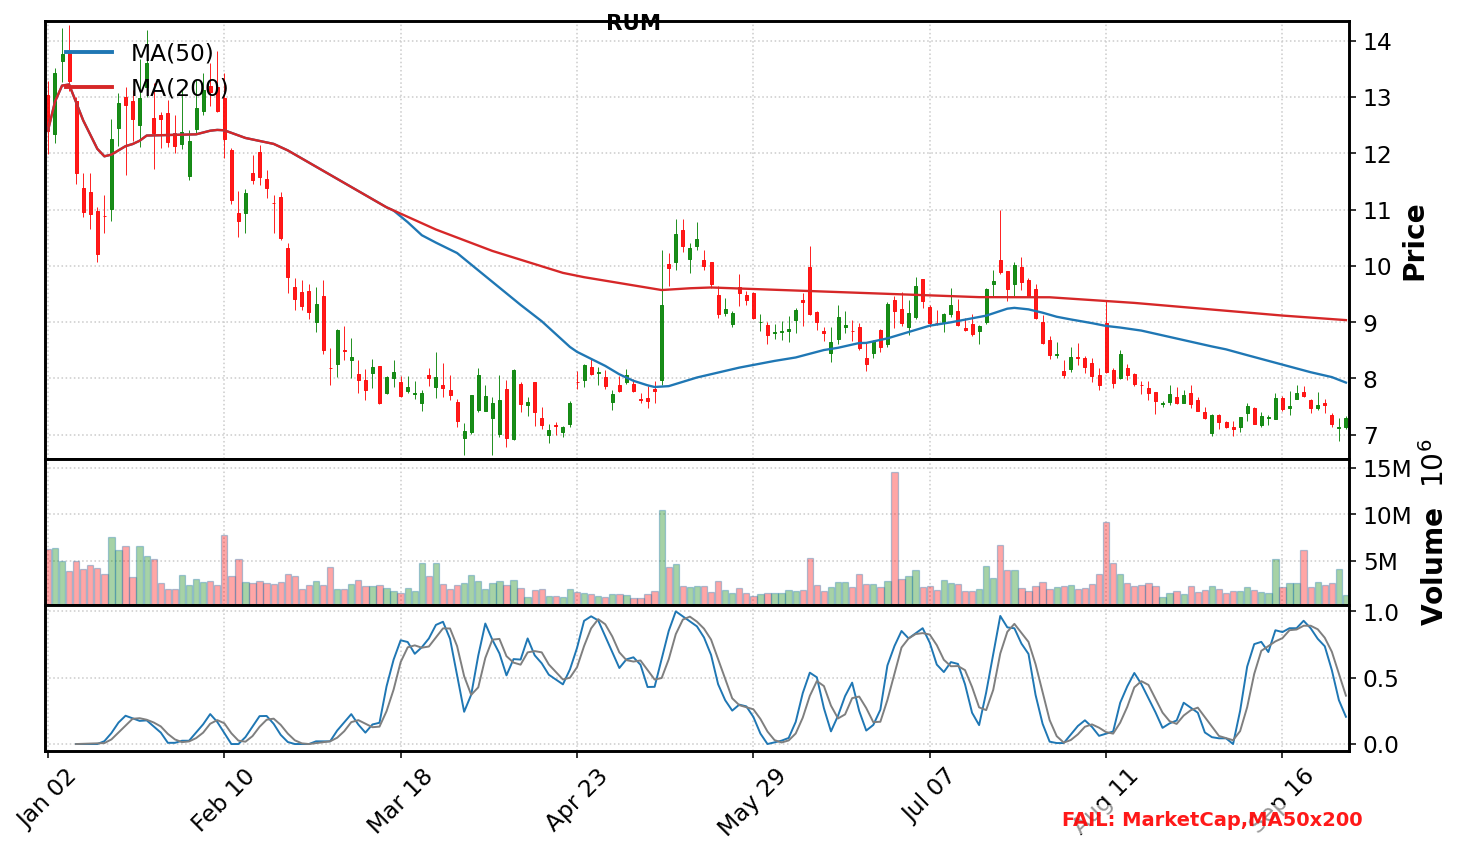 RUM
MA(50)
MA(200)
14
13
12
11
10
9
8
7
Price
15M
10M
5M
Volume 10^6
1.0
0.5
0.0
Jan 02
Feb 10
Mar 18
Apr 23
May 29
Jul 07
Aug 11
Sep 16
FAIL: MarketCap,MA50x200